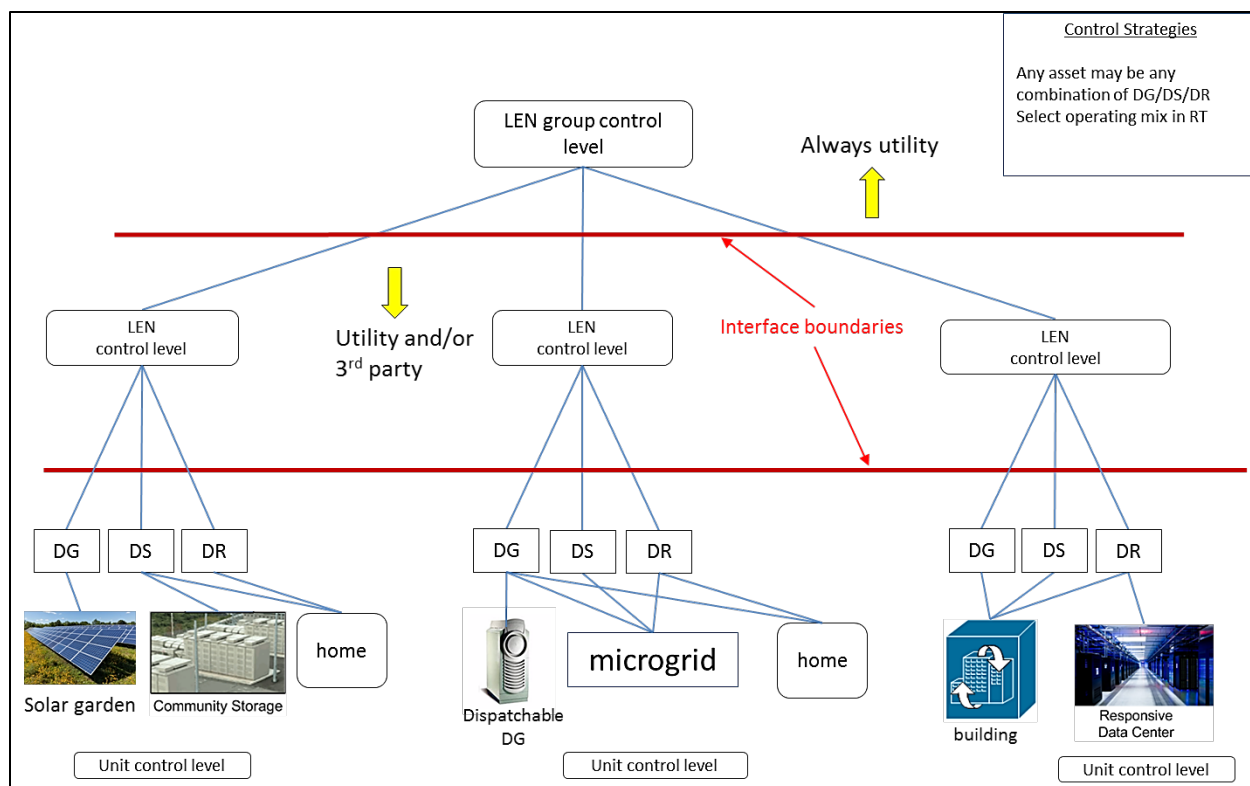 Control Strategies
Any asset may be any
combination of DG/DS/DR
Select operating mix in RT
LEN group control
level
Always utility
Utility and/or
3rd party
Interface boundaries
LEN
control level
LEN
control level
LEN
control level
DG
DS
DR
DG
DS
DR
DG
DS
DR
Solar garden
Community Storage
home
Dispatchable
DG
microgrid
home
building
Responsive
Data Center
Unit control level
Unit control level
Unit control level